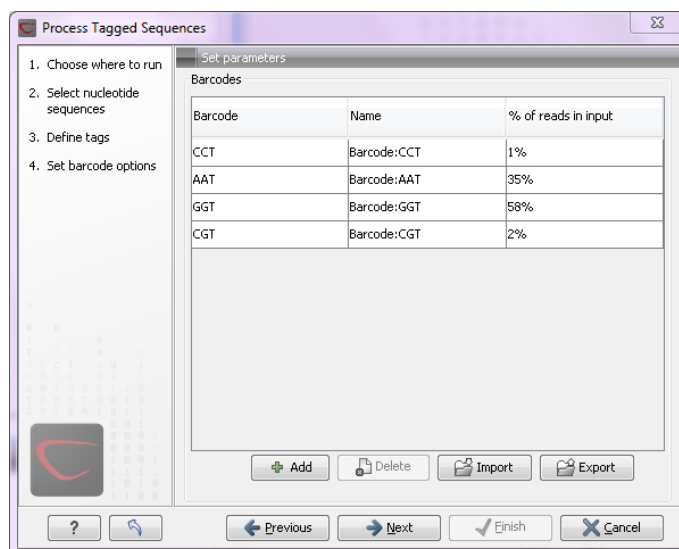 Process Tagged Sequences
1. Choose where to run
2. Select nucleotide
sequences
3. Define tags
4. Set barcode options
Set parameters
Barcodes
Barcode Name % of reads in input
CCT Barcode:CCT 1%
AAT Barcode:AAT 35%
GGT Barcode:GGT 58%
CGT Barcode:CGT 2%
Add Delete Import Export
? Previous Next Finish Cancel